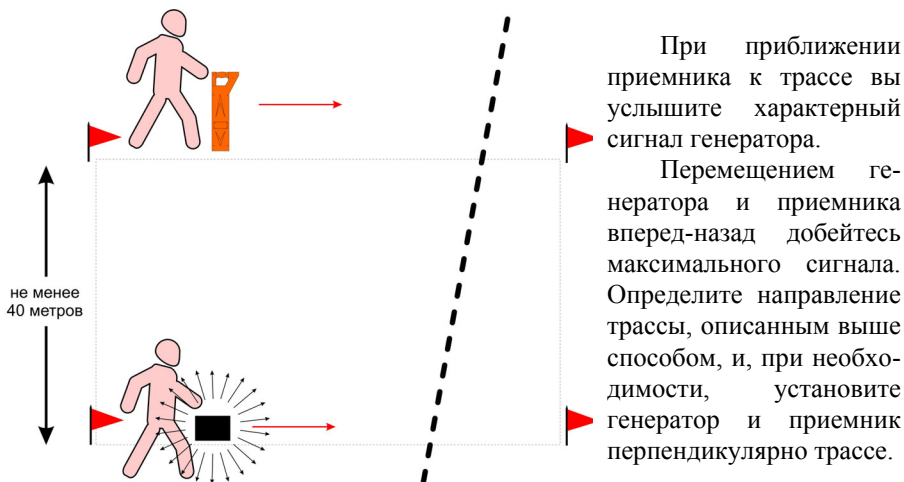 не менее
40 метров
При приближении
приемника к трассе вы
услышите характерный
сигнал генератора.
Перемещением ге-
нератора и приемника
вперед-назад добейтесь
максимального сигнала.
Определите направление
трассы, описанным выше
способом, и, при необхо-
димости, установите
генератор и приемник
перпендикулярно трассе.